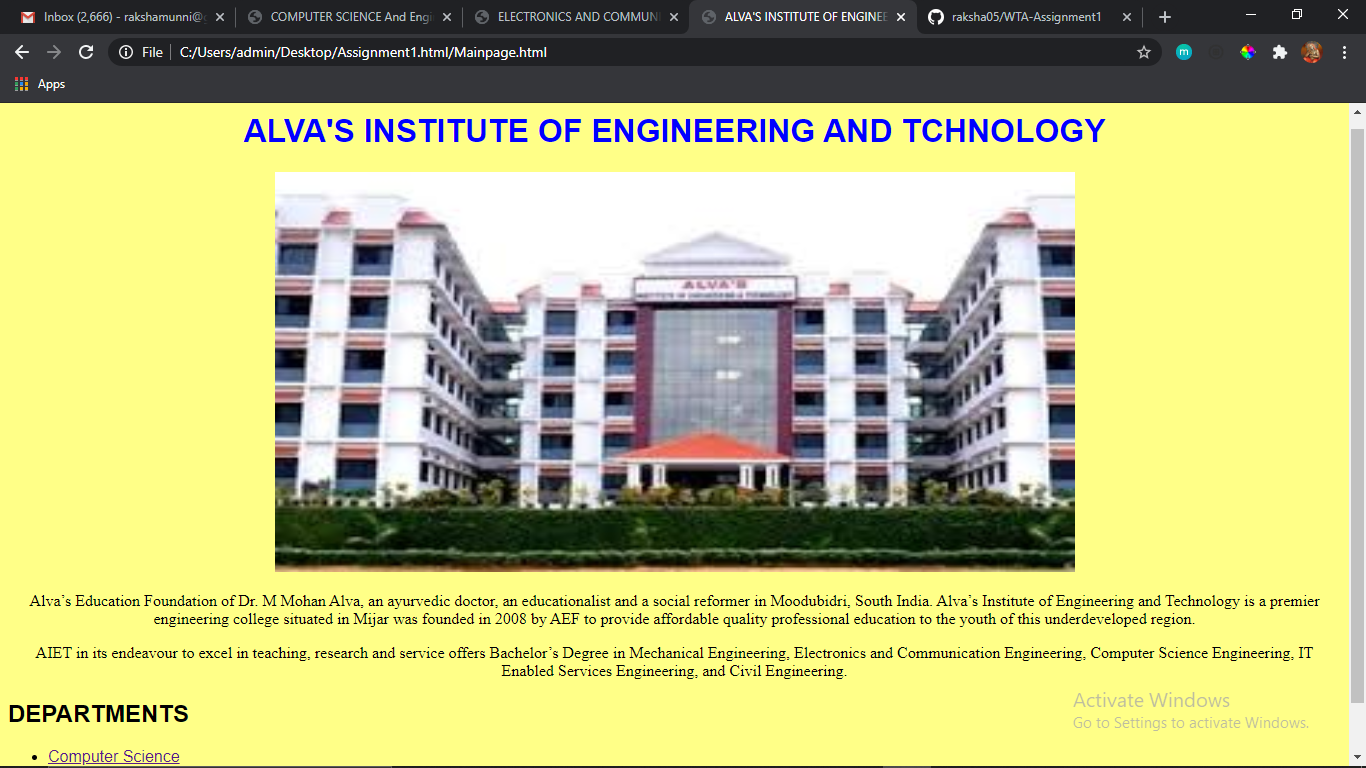 Inbox (2,666) - rakshamunni@
COMPUTER SCIENCE And Engi
ELECTRONICS AND COMMUNI
ALVA'S INSTITUTE OF ENGINEE
raksha05/WTA-Assignment1
File
C:/Users/admin/Desktop/Assignment1.html/Mainpage.html
m
Apps
ALVA'S INSTITUTE OF ENGINEERING AND TCHNOLOGY
ALVA'S
INSTITUTE OF ENGINEERING & TECHNOLOGY
Alva’s Education Foundation of Dr. M Mohan Alva, an ayurvedic doctor, an educationalist and a social reformer in Moodubidri, South India. Alva’s Institute of Engineering and Technology is a premier
engineering college situated in Mijar was founded in 2008 by AEF to provide affordable quality professional education to the youth of this underdeveloped region.
AIET in its endeavour to excel in teaching, research and service offers Bachelor’s Degree in Mechanical Engineering, Electronics and Communication Engineering, Computer Science Engineering, IT
Enabled Services Engineering, and Civil Engineering.
Activate Windows
Go to Settings to activate Windows.
DEPARTMENTS
Computer Science